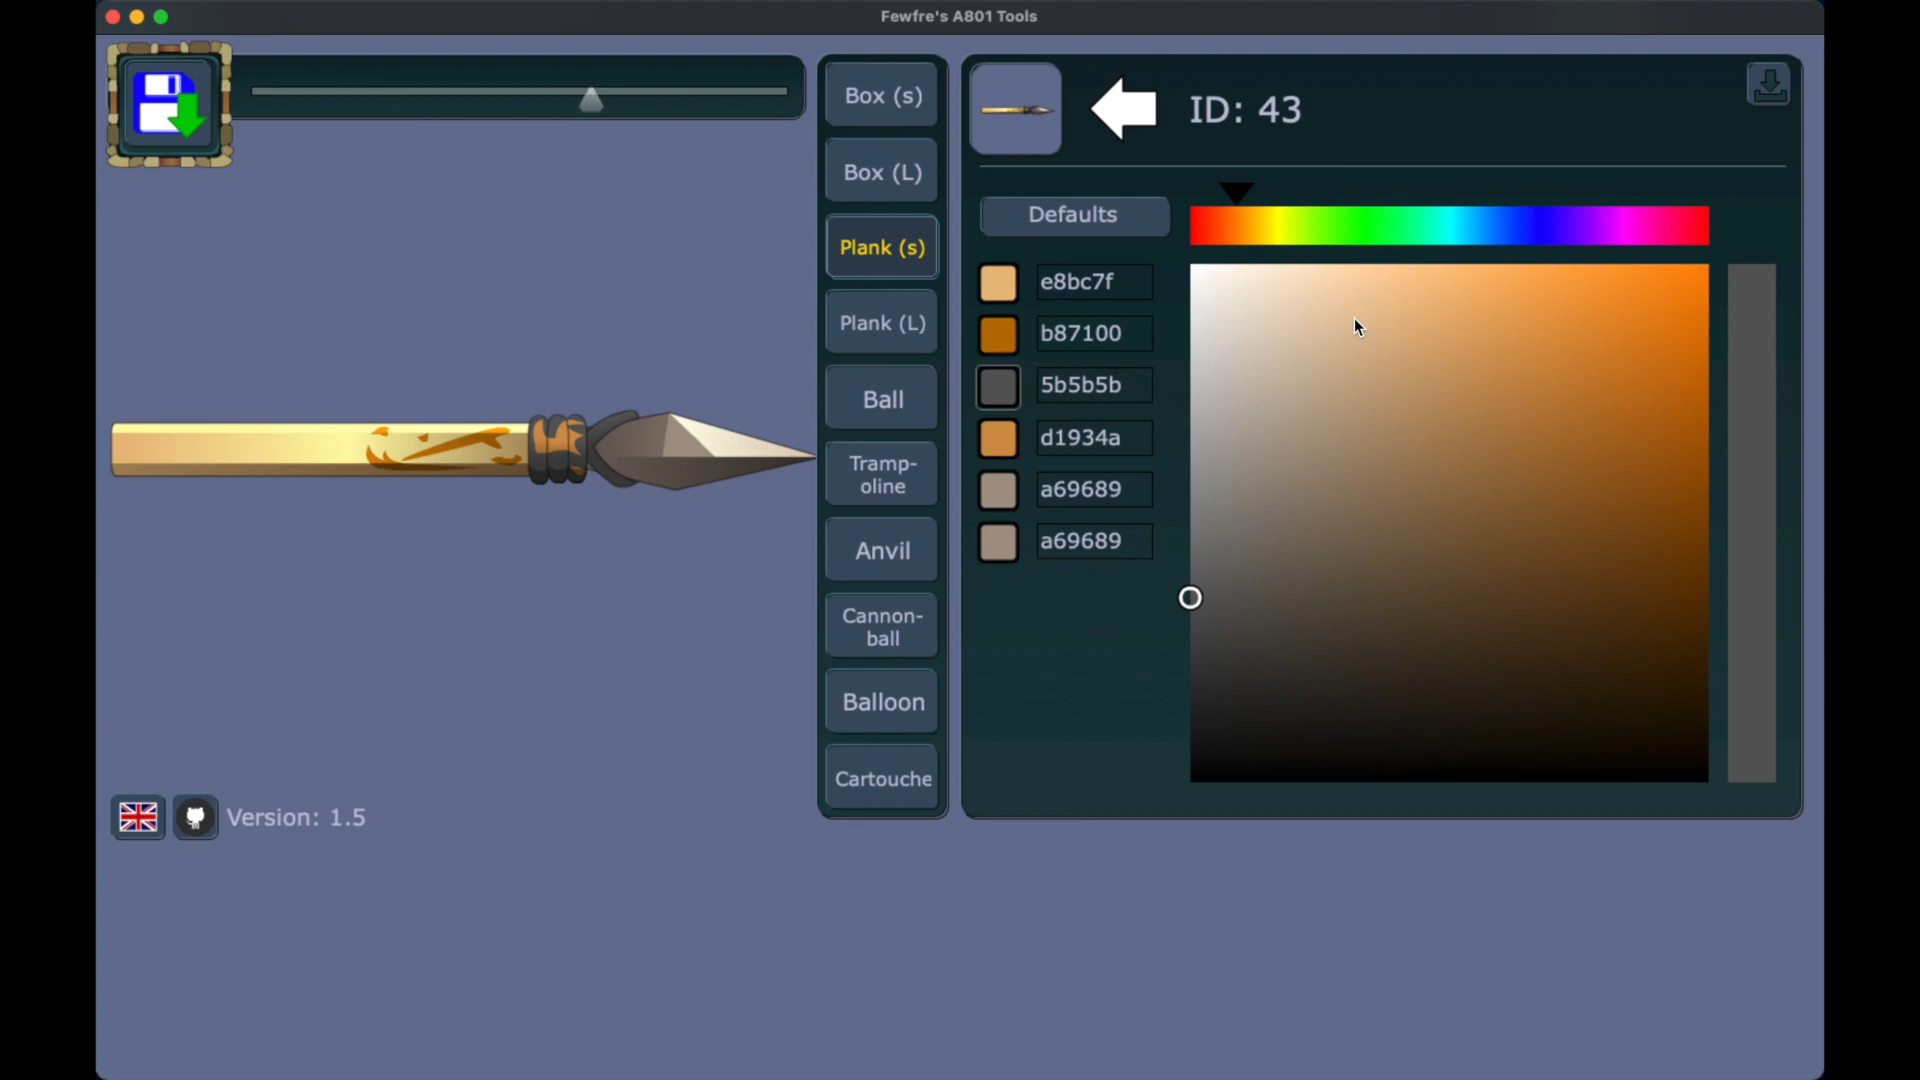 Fewfre's A801 Tools
Box (s)
Box (L)
Plank (s)
Plank (L)
Ball
Tramp-
oline
Anvil
Cannon-
ball
Balloon
Cartouche
ID: 43
Defaults
e8bc7f
b87100
5b5b5b
d1934a
a69689
a69689
Version: 1.5